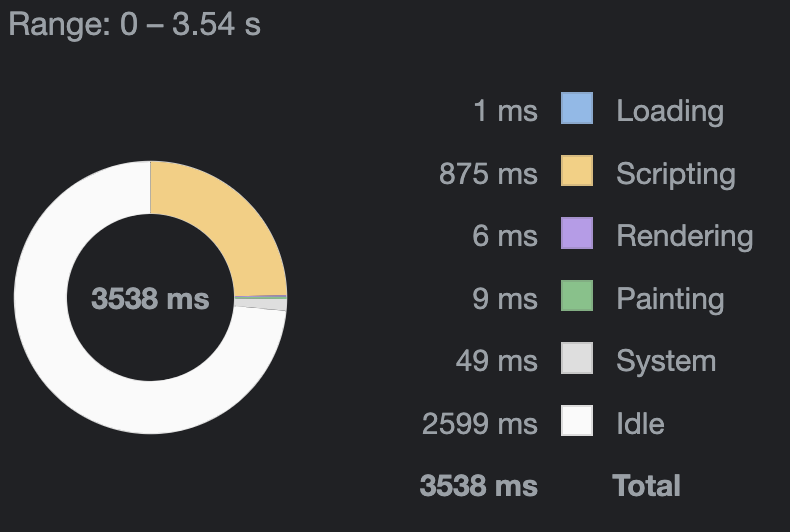 Range: 0 – 3.54 s
1 ms Loading
875 ms Scripting
6 ms Rendering
3538 ms
9 ms Painting
49 ms System
2599 ms Idle
3538 ms Total